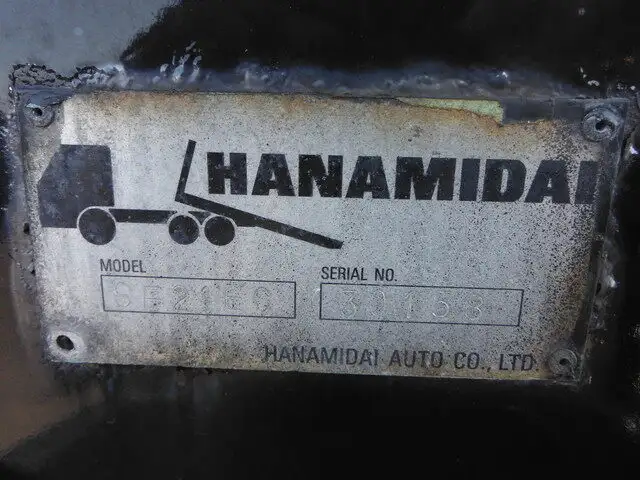 HANAMIDAI
MODEL
SERIAL NO.
HANAMIDAI AUTO CO., LTD